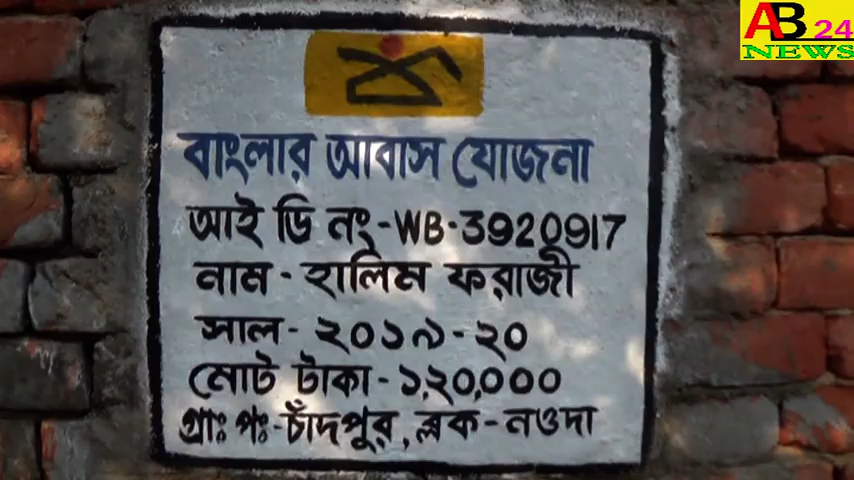 AB 24
NEWS
বাংলার আবাস যোজনা
আই ডি নং-WB-3920917
নাম - হালিম ফরাজী
সাল - ২০১৯-২০
মোট টাকা - ১,২০,০০০
গ্রাঃ পঃ-চাঁদপুর, ব্লক - নওদা